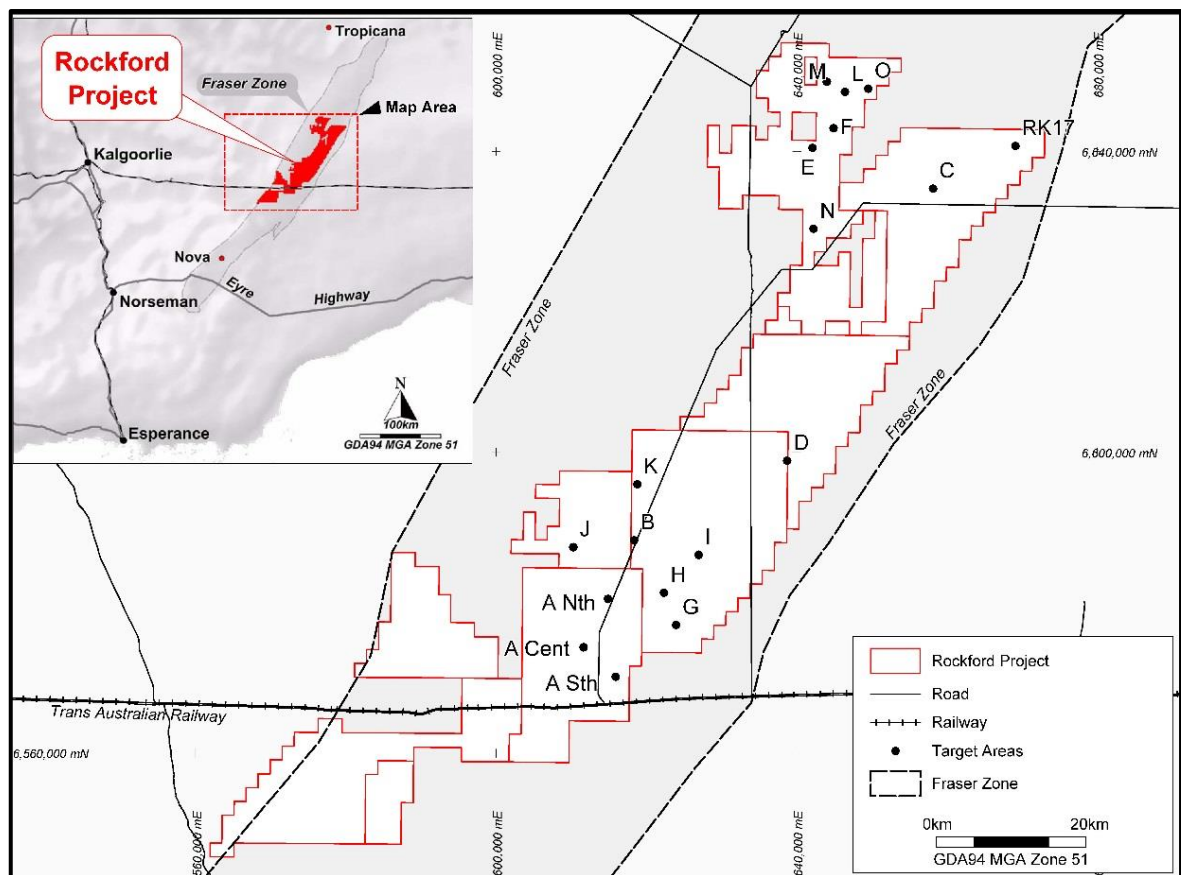 Rockford
Project
Fraser Zone
Tropicana
Map Area
Kalgoorlie
Nova
Norseman
Eyre
Highway
Esperance
N
100km
GDA94 MGA Zone 51
600,000 mE
640,000 mE
680,000 mE
M
L
O
F
E
RK17
6,640,000 mN
C
N
Fraser Zone
Fraser Zone
D
6,600,000 mN
K
B
J
I
H
G
A Nth
A Cent
A Sth
Trans Australian Railway
6,560,000 mN
560,000 mE
600,000 mE
640,000 mE
Rockford Project
Road
Railway
Target Areas
Fraser Zone
0km
20km
GDA94 MGA Zone 51